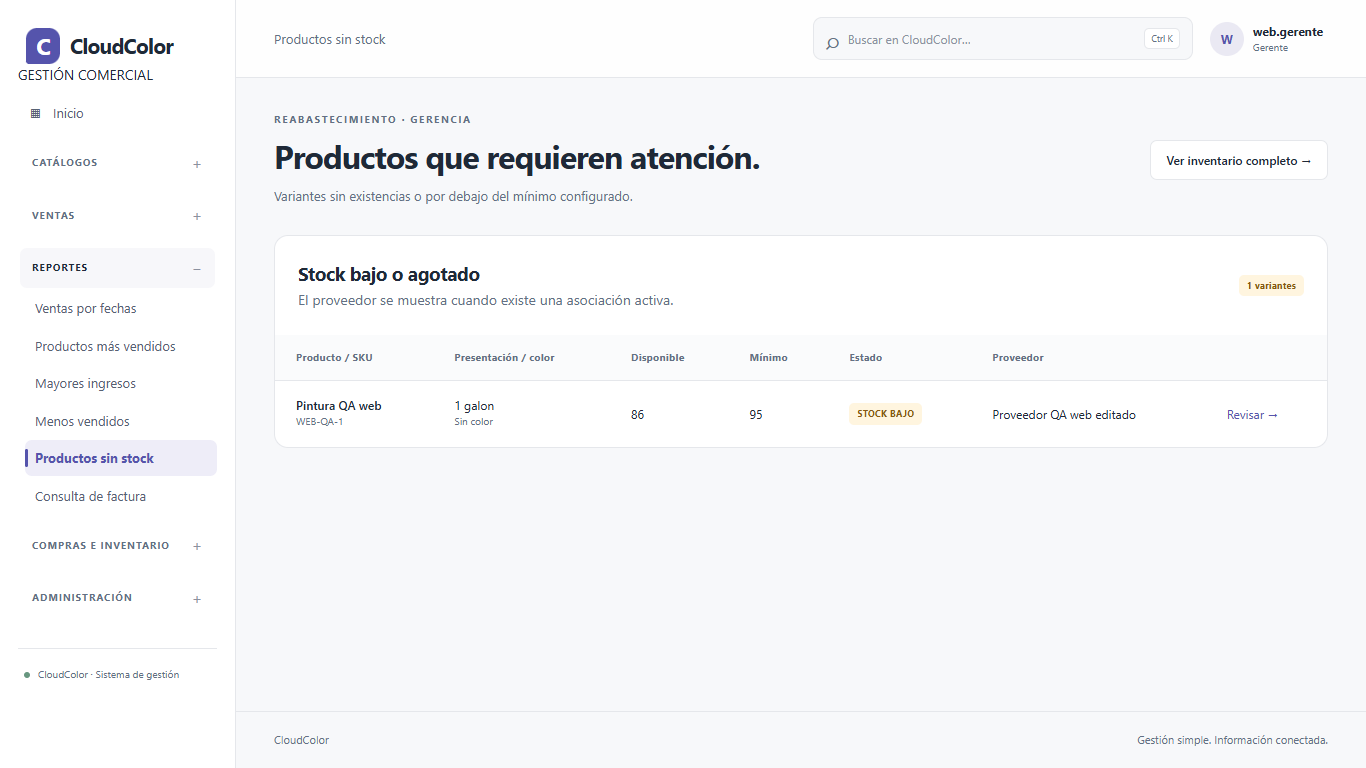 C CloudColor
GESTIÓN COMERCIAL
Inicio
CATÁLOGOS +
VENTAS +
REPORTES –
Ventas por fechas
Productos más vendidos
Mayores ingresos
Menos vendidos
Productos sin stock
Consulta de factura
COMPRAS E INVENTARIO +
ADMINISTRACIÓN +
CloudColor · Sistema de gestión
Productos sin stock
Buscar en CloudColor... Ctrl K
W web.gerente
Gerente
REABASTECIMIENTO · GERENCIA
Productos que requieren atención.
Variantes sin existencias o por debajo del mínimo configurado.
Ver inventario completo →
Stock bajo o agotado
El proveedor se muestra cuando existe una asociación activa.
1 variantes
Producto / SKU Presentación / color Disponible Mínimo Estado Proveedor
Pintura QA web 1 galon 86 95 STOCK BAJO Proveedor QA web editado Revisar →
WEB-QA-1 Sin color
CloudColor Gestión simple. Información conectada.